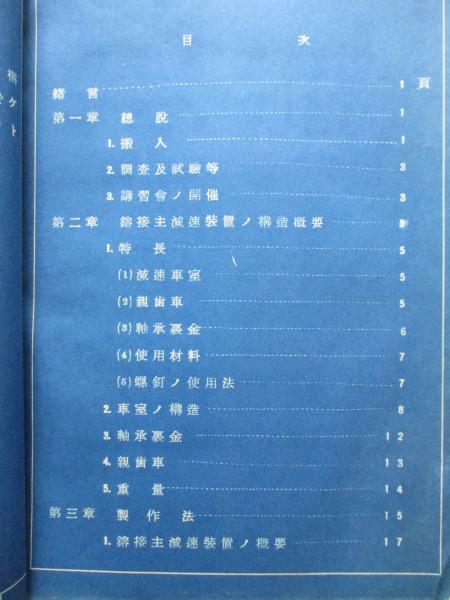 目次
緒言 1頁
第一章 總說 1
1. 搬入 1
2. 調查及試驗等 3
3. 講習會ノ開催 3
第二章 鎔接主減速裝置ノ構造概要 5
1. 特長 5
(1) 減速車室 5
(2) 親齒車 5
(3) 軸承裏金 6
(4) 使用材料 7
(5) 螺釘ノ使用法 7
2. 車室ノ構造 8
3. 軸承裏金 12
4. 親齒車 13
5. 重量 14
第三章 製作法 15
1. 鎔接主減速裝置ノ概要 17